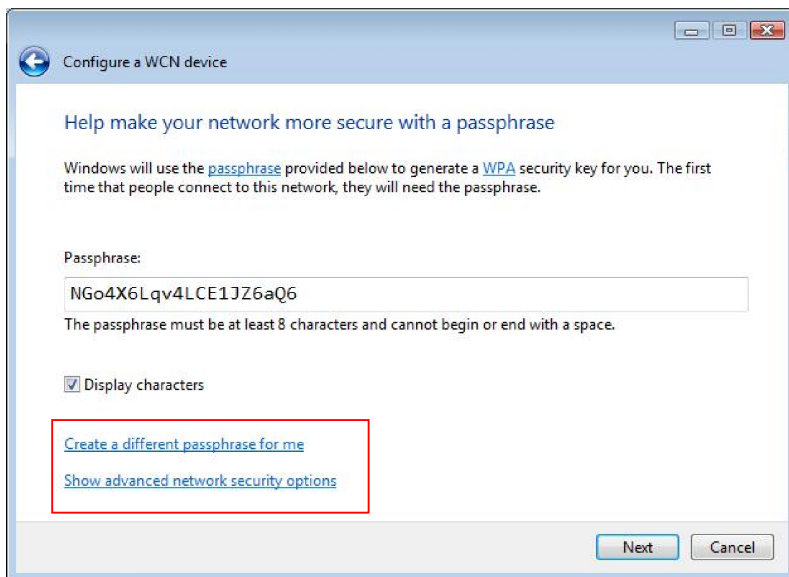 Configure a WCN device
Help make your network more secure with a passphrase
Windows will use the passphrase provided below to generate a WPA security key for you. The first
time that people connect to this network, they will need the passphrase.
Passphrase:
NGo4X6Lqv4LCE1JZ6aQ6
The passphrase must be at least 8 characters and cannot begin or end with a space.
Display characters
Create a different passphrase for me
Show advanced network security options
Next Cancel